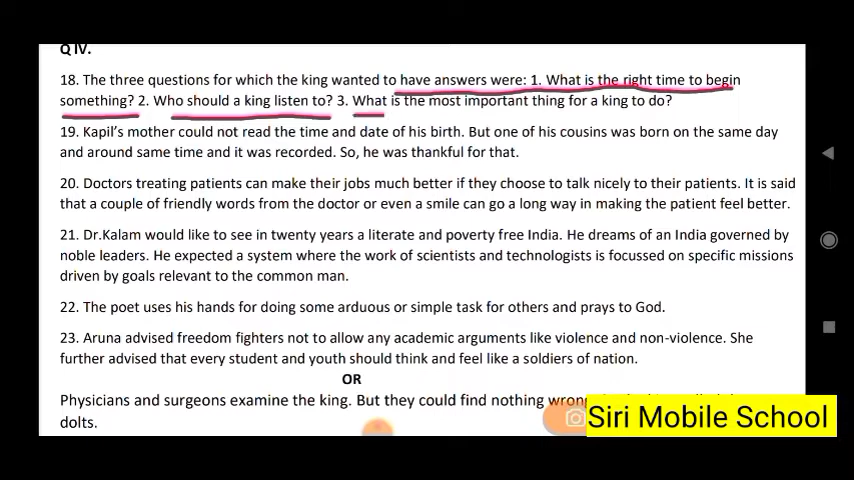 Q IV.
18. The three questions for which the king wanted to have answers were: 1. What is the right time to begin
something? 2. Who should a king listen to? 3. What is the most important thing for a king to do?
19. Kapil's mother could not read the time and date of his birth. But one of his cousins was born on the same day
and around same time and it was recorded. So, he was thankful for that.
20. Doctors treating patients can make their jobs much better if they choose to talk nicely to their patients. It is said
that a couple of friendly words from the doctor or even a smile can go a long way in making the patient feel better.
21. Dr.Kalam would like to see in twenty years a literate and poverty free India. He dreams of an India governed by
noble leaders. He expected a system where the work of scientists and technologists is focussed on specific missions
driven by goals relevant to the common man.
22. The poet uses his hands for doing some arduous or simple task for others and prays to God.
23. Aruna advised freedom fighters not to allow any academic arguments like violence and non-violence. She
further advised that every student and youth should think and feel like a soldiers of nation.
OR
Physicians and surgeons examine the king. But they could find nothing wrong
dolts.
Siri Mobile School